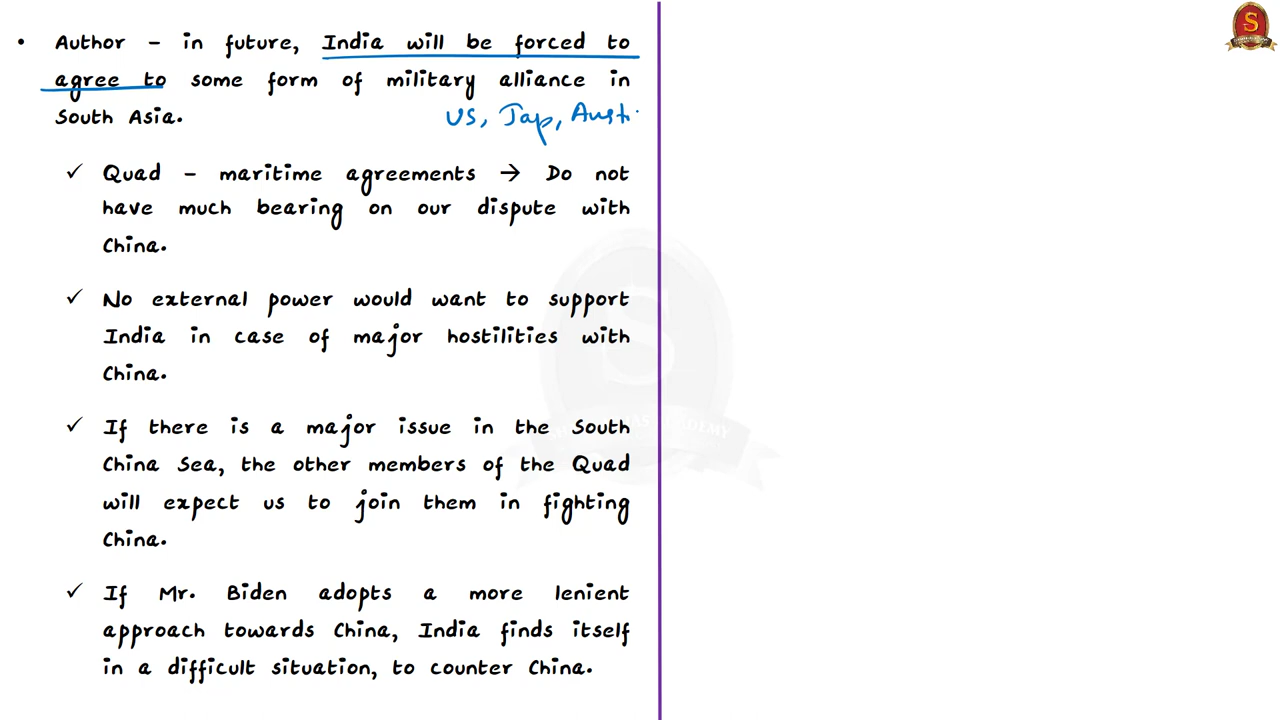 • Author – in future, India will be forced to
agree to some form of military alliance in
South Asia.
US, Jap, Aust.
✓ Quad – maritime agreements → Do not
have much bearing on our dispute with
China.
✓ No external power would want to support
India in case of major hostilities with
China.
✓ If there is a major issue in the South
China Sea, the other members of the Quad
will expect us to join them in fighting
China.
✓ If Mr. Biden adopts a more lenient
approach towards China, India finds itself
in a difficult situation, to counter China.